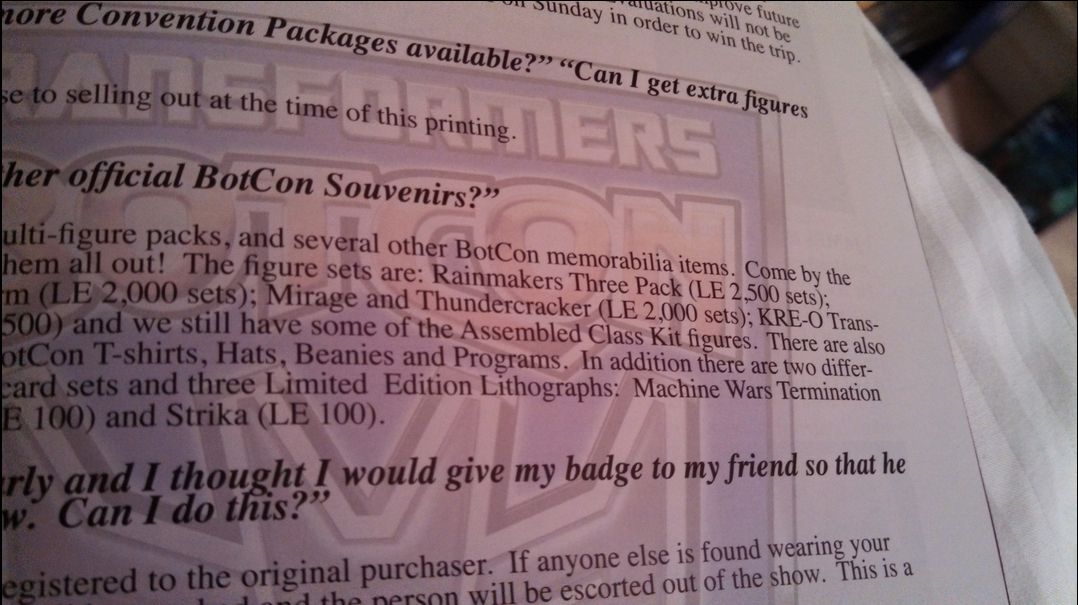 prove future
valuations will not be
on Sunday in order to win the trip.
more Convention Packages available?” “Can I get extra figures
se to selling out at the time of this printing.
her official BotCon Souvenirs?”
ulti-figure packs, and several other BotCon memorabilia items. Come by the
hem all out! The figure sets are: Rainmakers Three Pack (LE 2,500 sets);
m (LE 2,000 sets); Mirage and Thundercracker (LE 2,000 sets); KRE-O Trans-
500) and we still have some of the Assembled Class Kit figures. There are also
otCon T-shirts, Hats, Beanies and Programs. In addition there are two differ-
card sets and three Limited Edition Lithographs: Machine Wars Termination
E 100) and Strika (LE 100).
rly and I thought I would give my badge to my friend so that he
w. Can I do this?”
egistered to the original purchaser. If anyone else is found wearing your
and the person will be escorted out of the show. This is a
TRANSFORMERS
BOTCON